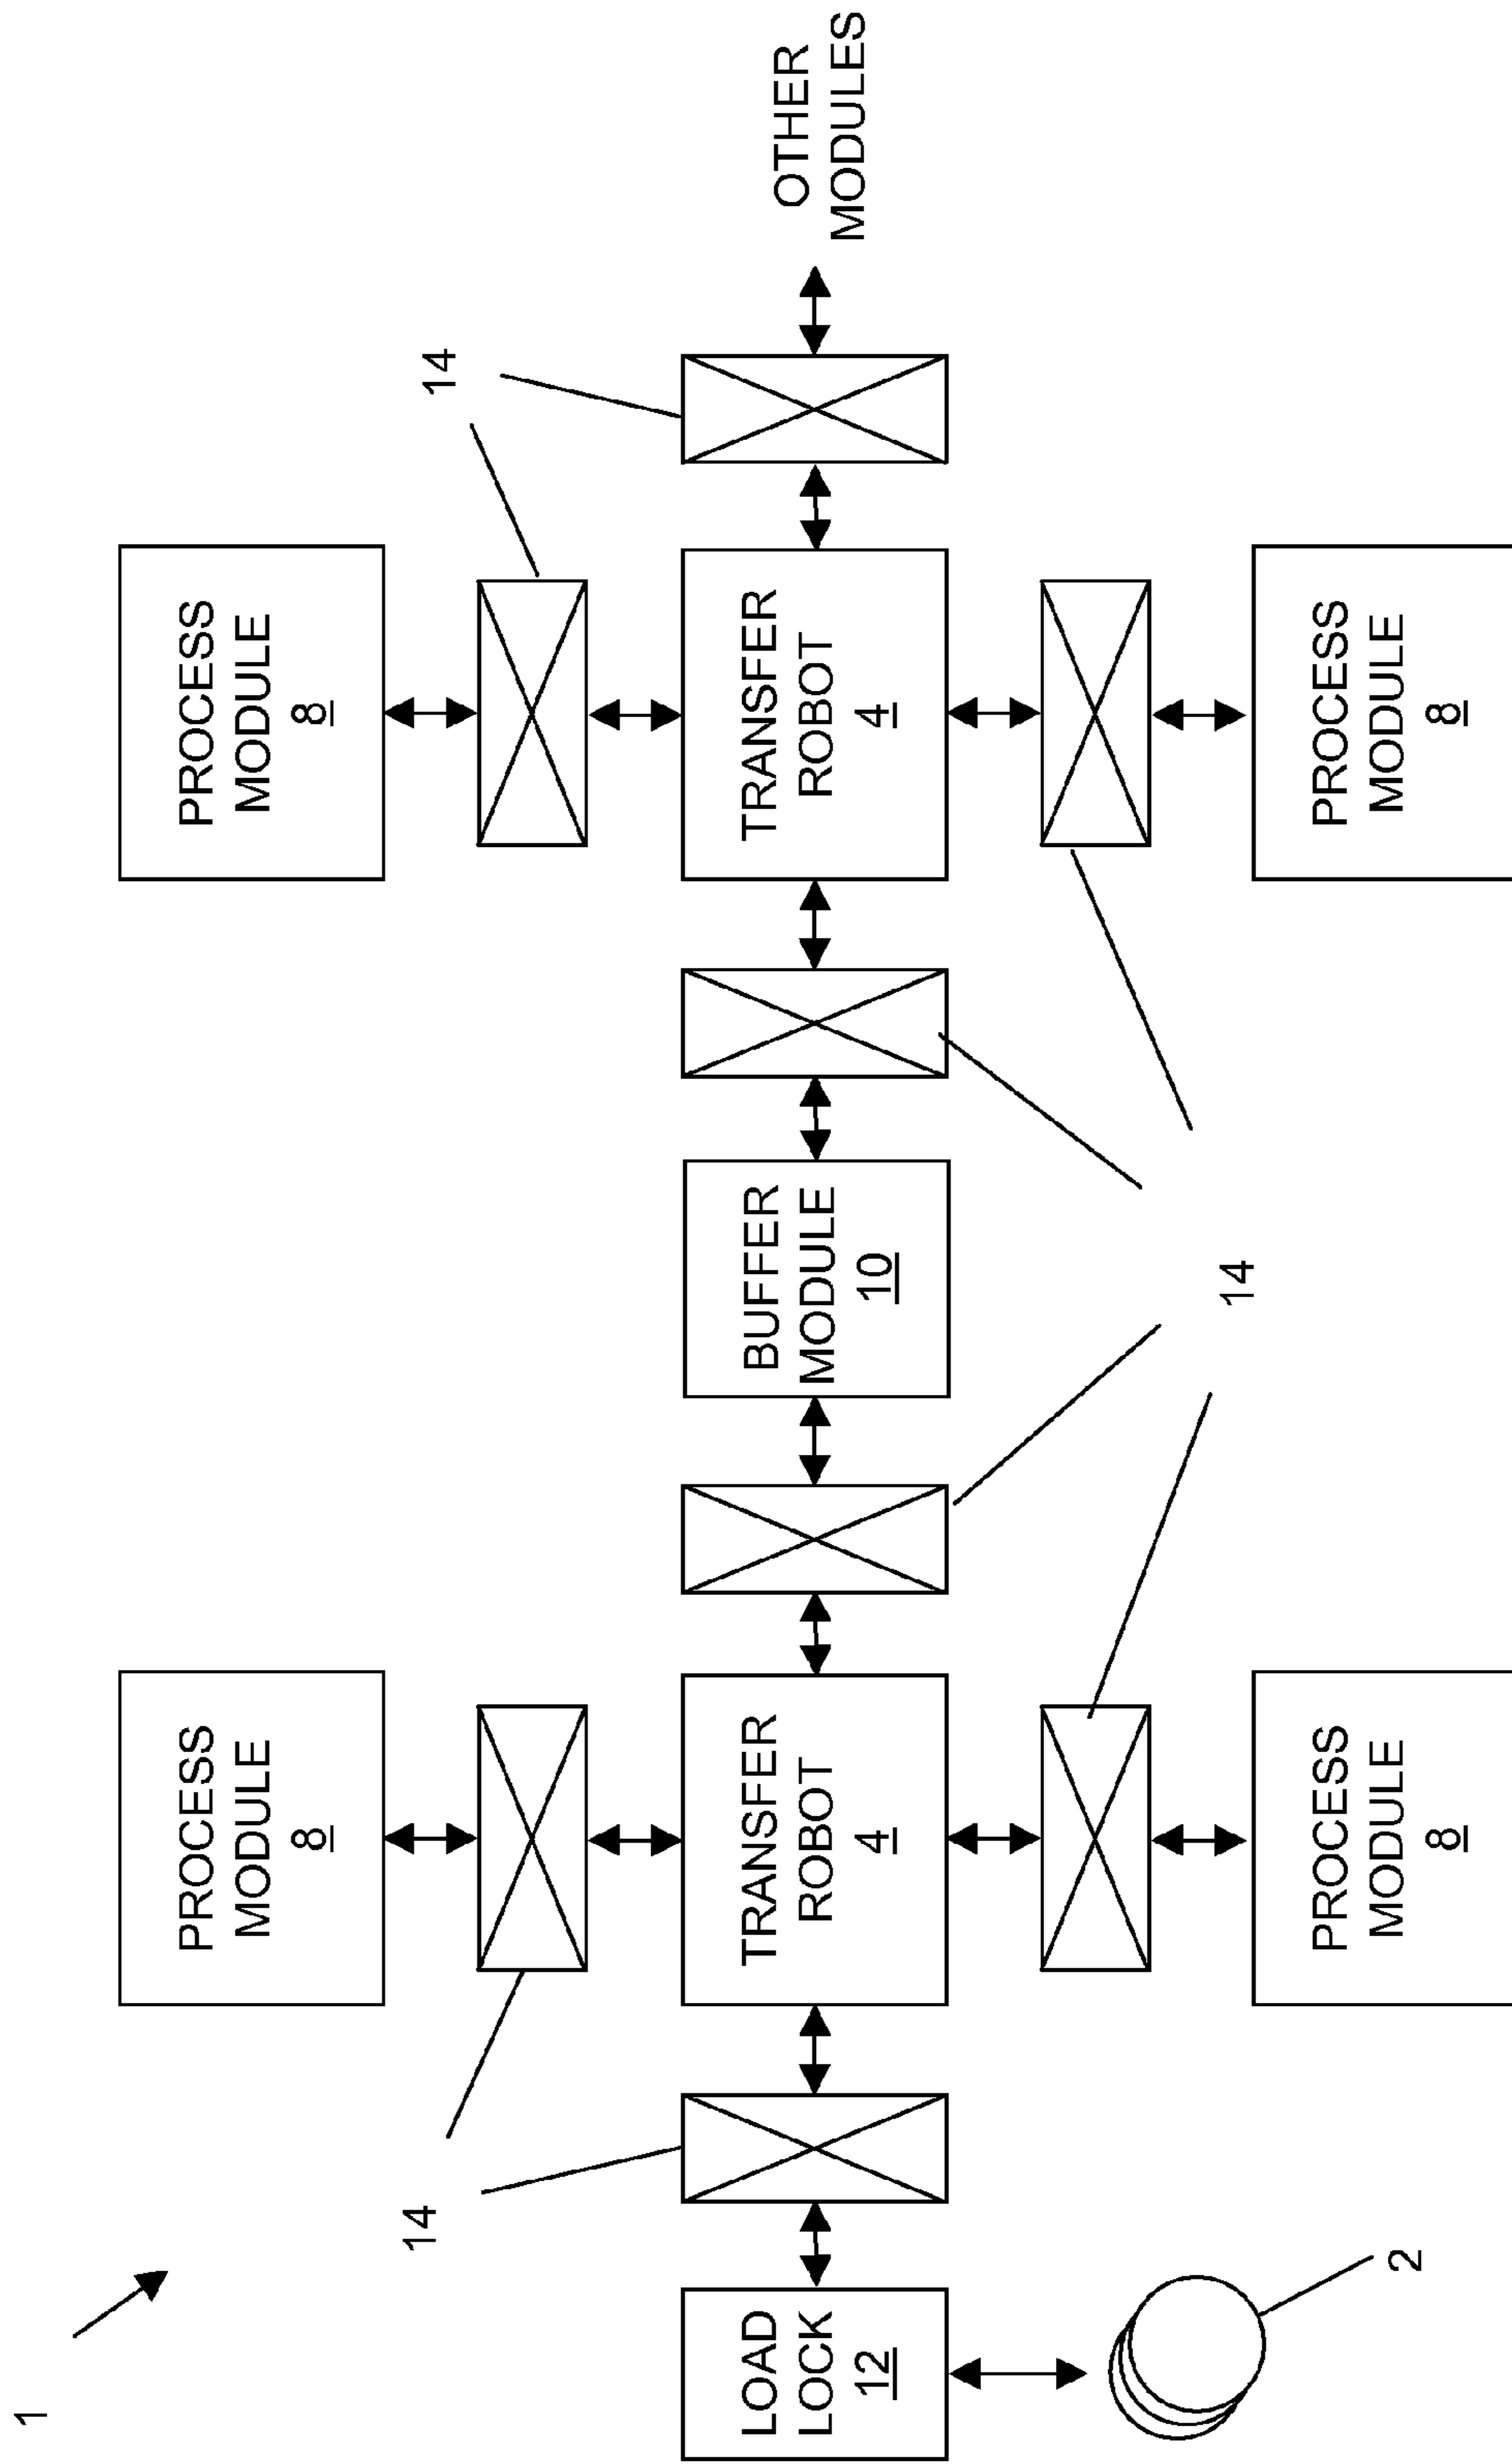 1
PROCESS
MODULE
8
PROCESS
MODULE
8
14
14
LOAD
LOCK
12
TRANSFER
ROBOT
4
BUFFER
MODULE
10
TRANSFER
ROBOT
4
OTHER
MODULES
2
14
PROCESS
MODULE
8
PROCESS
MODULE
8